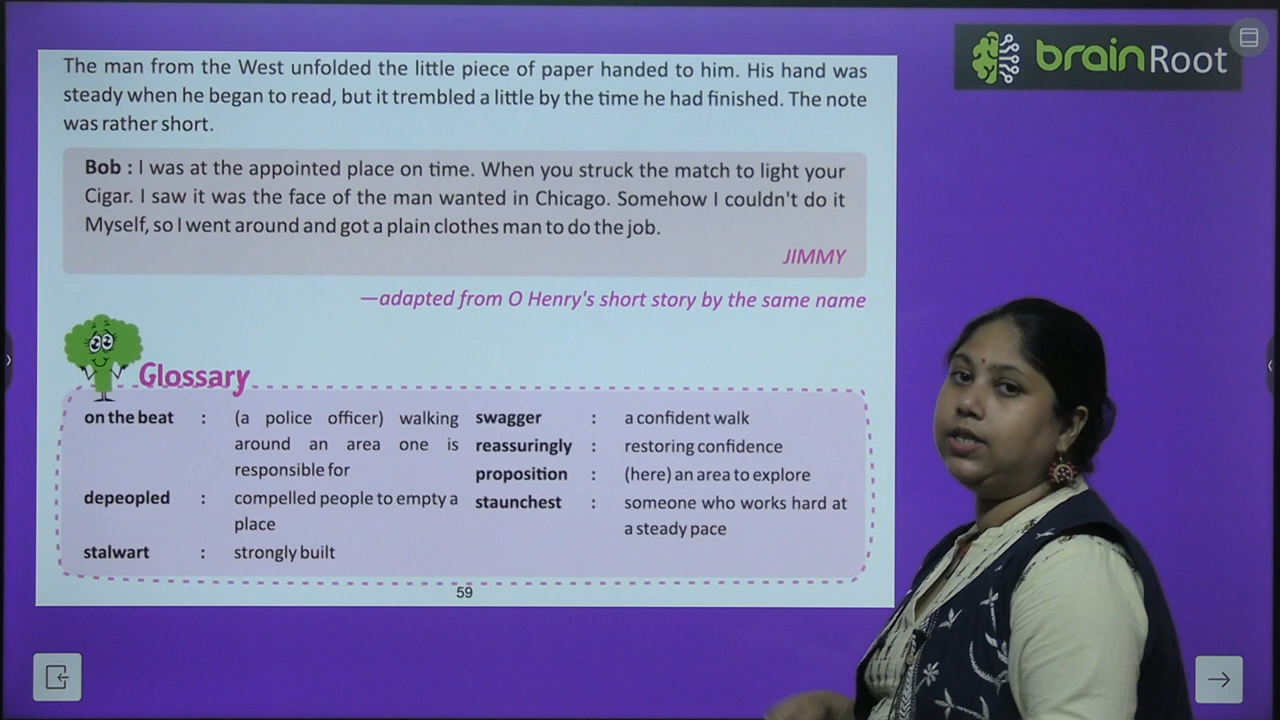 brainRoot
The man from the West unfolded the little piece of paper handed to him. His hand was
steady when he began to read, but it trembled a little by the time he had finished. The note
was rather short.
Bob : I was at the appointed place on time. When you struck the match to light your
Cigar. I saw it was the face of the man wanted in Chicago. Somehow I couldn't do it
Myself, so I went around and got a plain clothes man to do the job.
JIMMY
—adapted from O Henry's short story by the same name
Glossary
on the beat : (a police officer) walking
around an area one is
responsible for
depeopled : compelled people to empty a
place
stalwart : strongly built
swagger : a confident walk
reassuringly : restoring confidence
proposition : (here) an area to explore
staunchest : someone who works hard at
a steady pace
59